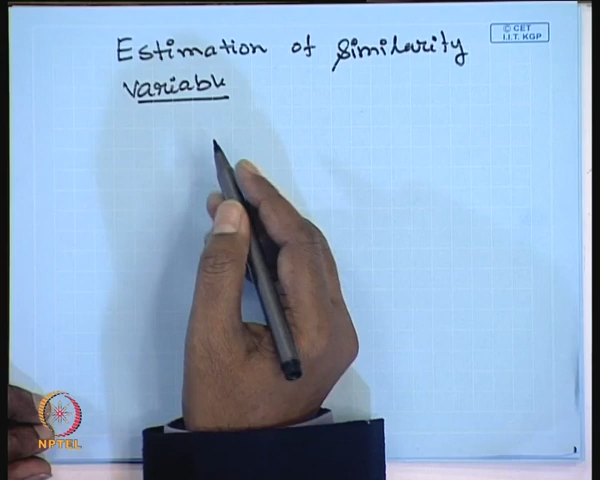 Estimation of similarity
variable
© CET
I.I.T. KGP
NPTEL